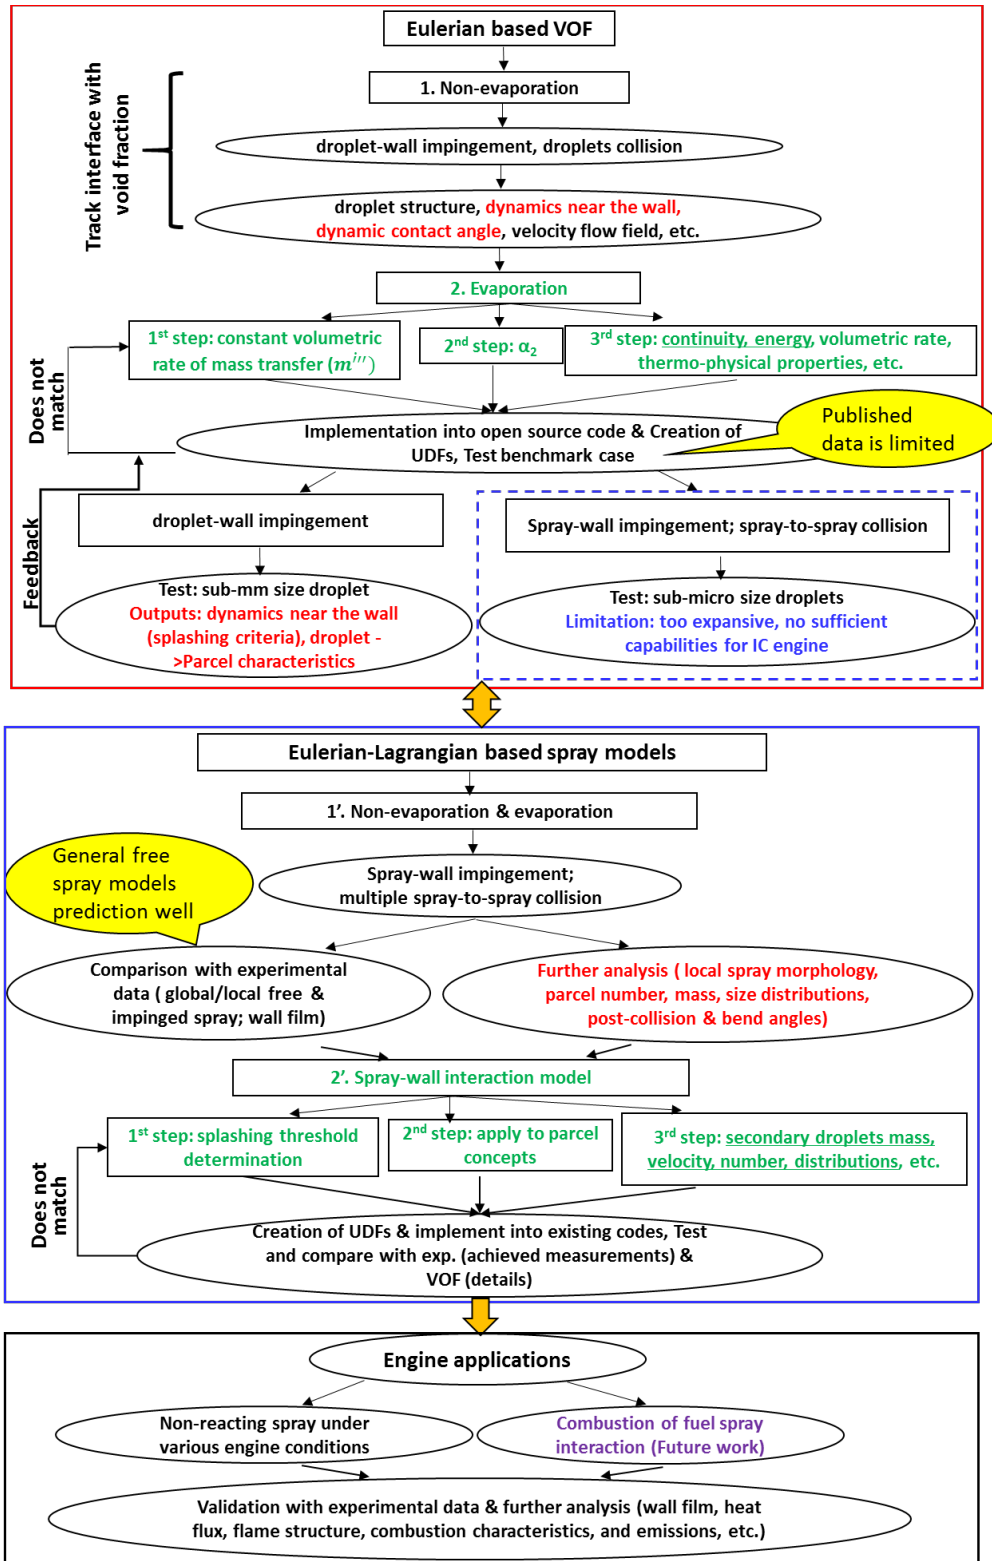 Eulerian based VOF
1. Non-evaporation
Track interface with
void fraction
droplet-wall impingement, droplets collision
droplet structure, dynamics near the wall,
dynamic contact angle, velocity flow field, etc.
2. Evaporation
1st step: constant volumetric
rate of mass transfer (m^i''')
2nd step: α2
3rd step: continuity, energy, volumetric rate,
thermo-physical properties, etc.
Does not
match
Implementation into open source code & Creation of
UDFs, Test benchmark case
Published
data is limited
Feedback
droplet-wall impingement
Spray-wall impingement; spray-to-spray collision
Test: sub-mm size droplet
Outputs: dynamics near the wall
(splashing criteria), droplet -
>Parcel characteristics
Test: sub-micro size droplets
Limitation: too expansive, no sufficient
capabilities for IC engine
Eulerian-Lagrangian based spray models
1'. Non-evaporation & evaporation
General free
spray models
prediction well
Spray-wall impingement;
multiple spray-to-spray collision
Comparison with experimental
data ( global/local free &
impinged spray; wall film)
Further analysis ( local spray morphology,
parcel number, mass, size distributions,
post-collision & bend angles)
2'. Spray-wall interaction model
1st step: splashing threshold
determination
2nd step: apply to parcel
concepts
3rd step: secondary droplets mass,
velocity, number, distributions, etc.
Does not
match
Creation of UDFs & implement into existing codes, Test
and compare with exp. (achieved measurements) &
VOF (details)
Engine applications
Non-reacting spray under
various engine conditions
Combustion of fuel spray
interaction (Future work)
Validation with experimental data & further analysis (wall film, heat
flux, flame structure, combustion characteristics, and emissions, etc.)